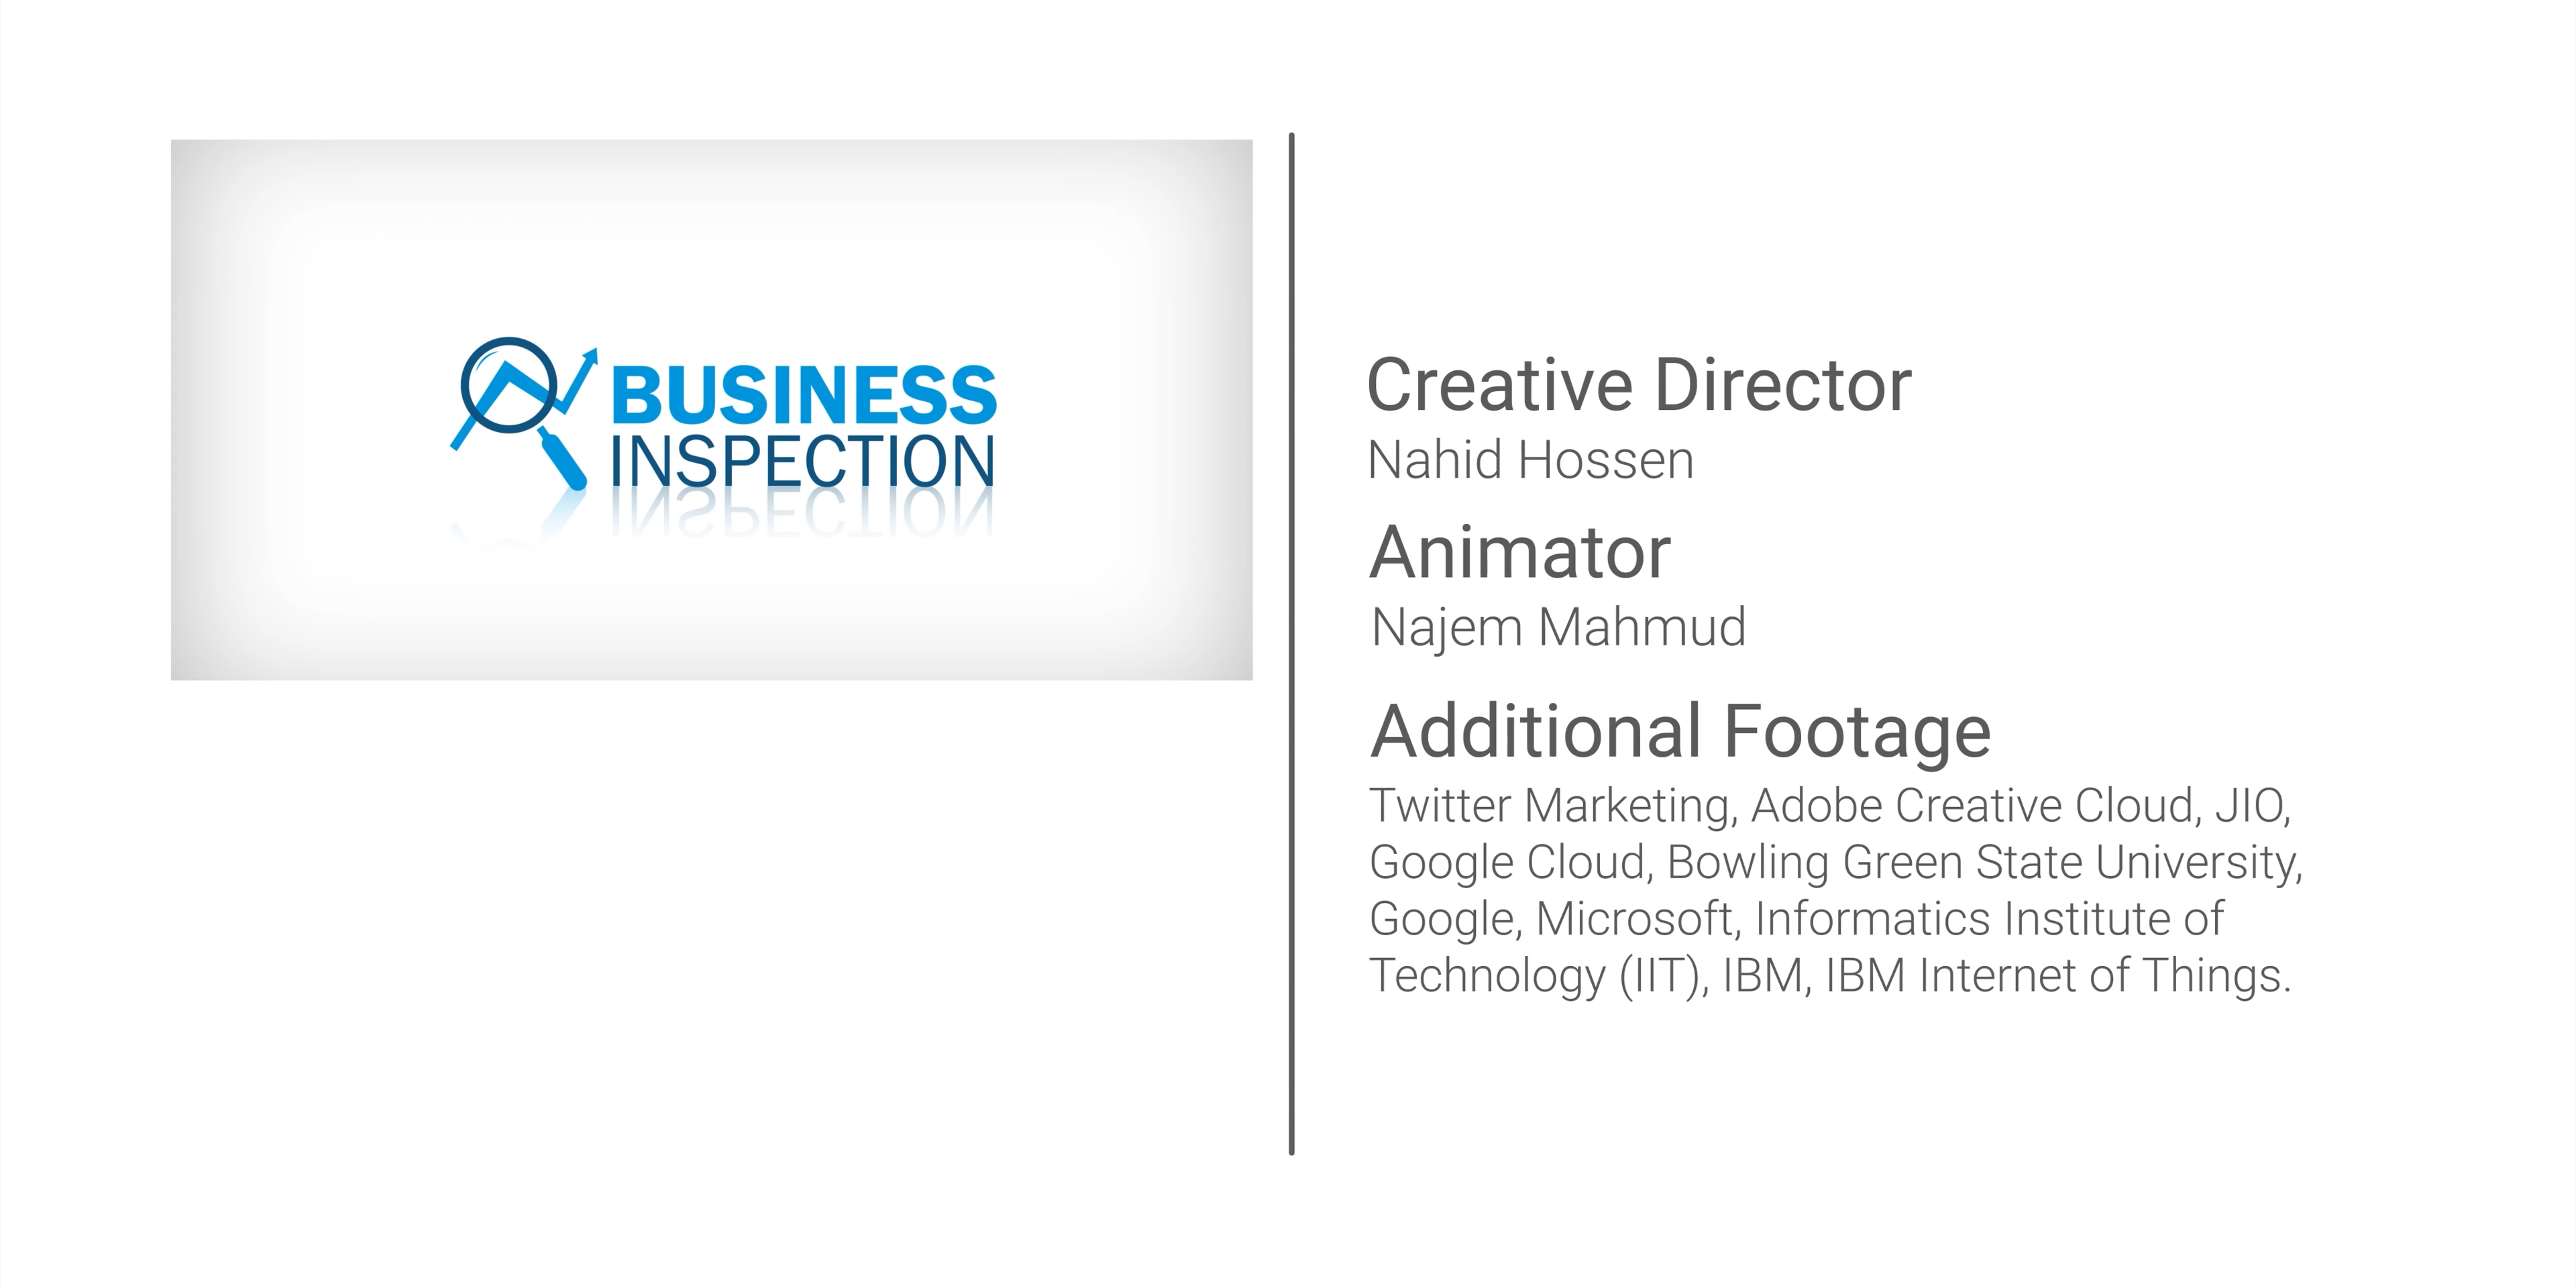 BUSINESS
INSPECTION
Creative Director
Nahid Hossen
Animator
Najem Mahmud
Additional Footage
Twitter Marketing, Adobe Creative Cloud, JIO,
Google Cloud, Bowling Green State University,
Google, Microsoft, Informatics Institute of
Technology (IIT), IBM, IBM Internet of Things.